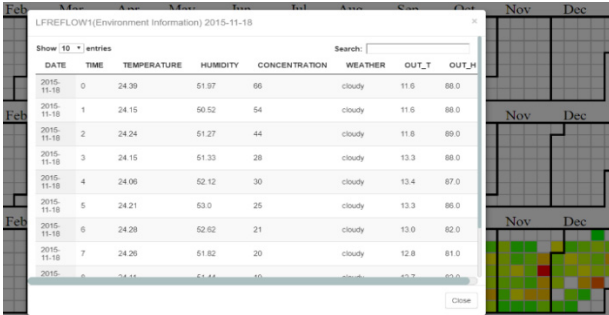 Feb Mar Apr May Jun Jul Aug Sep Oct Nov Dec
LFREFLOW1(Environment Information) 2015-11-18 ×
Show 10 entries Search:
DATE TIME TEMPERATURE HUMIDITY CONCENTRATION WEATHER OUT_T OUT_H
2015-11-18 0 24.39 51.97 66 cloudy 11.6 88.0
2015-11-18 1 24.15 50.52 54 cloudy 11.6 88.0
Feb Nov Dec
2015-11-18 2 24.24 51.27 44 cloudy 11.8 89.0
2015-11-18 3 24.15 51.33 28 cloudy 13.3 88.0
2015-11-18 4 24.06 52.12 30 cloudy 13.4 87.0
2015-11-18 5 24.21 53.0 25 cloudy 13.3 86.0
Feb Nov Dec
2015-11-18 6 24.28 52.62 21 cloudy 13.0 82.0
2015-11-18 7 24.26 51.82 20 cloudy 12.8 81.0
2015-
Close